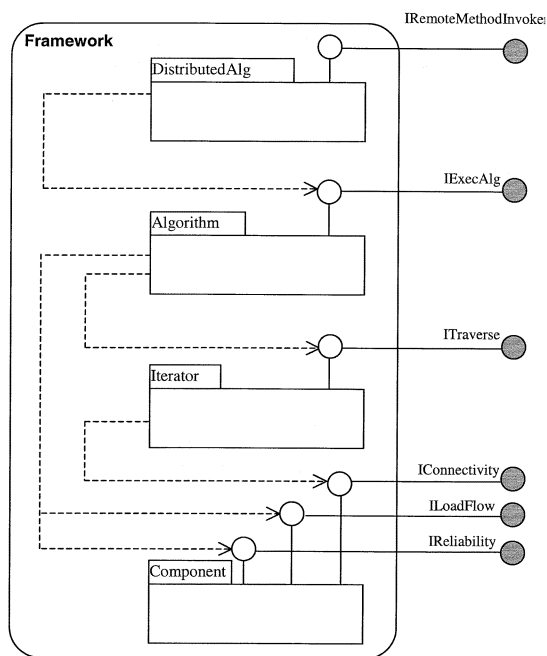 IRemoteMethodInvoker
Framework
DistributedAlg
IExecAlg
Algorithm
ITraverse
Iterator
IConnectivity
ILoadFlow
IReliability
Component